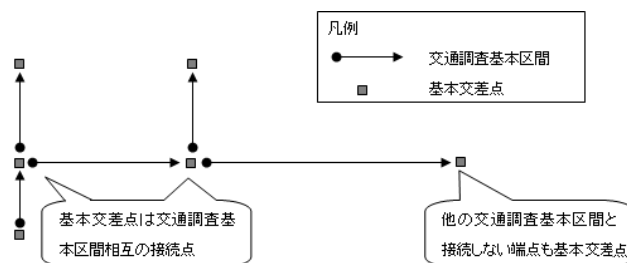 凡例
交通調査基本区間
基本交差点
基本交差点は交通調査基
本区間相互の接続点
他の交通調査基本区間と
接続しない端点も基本交差点